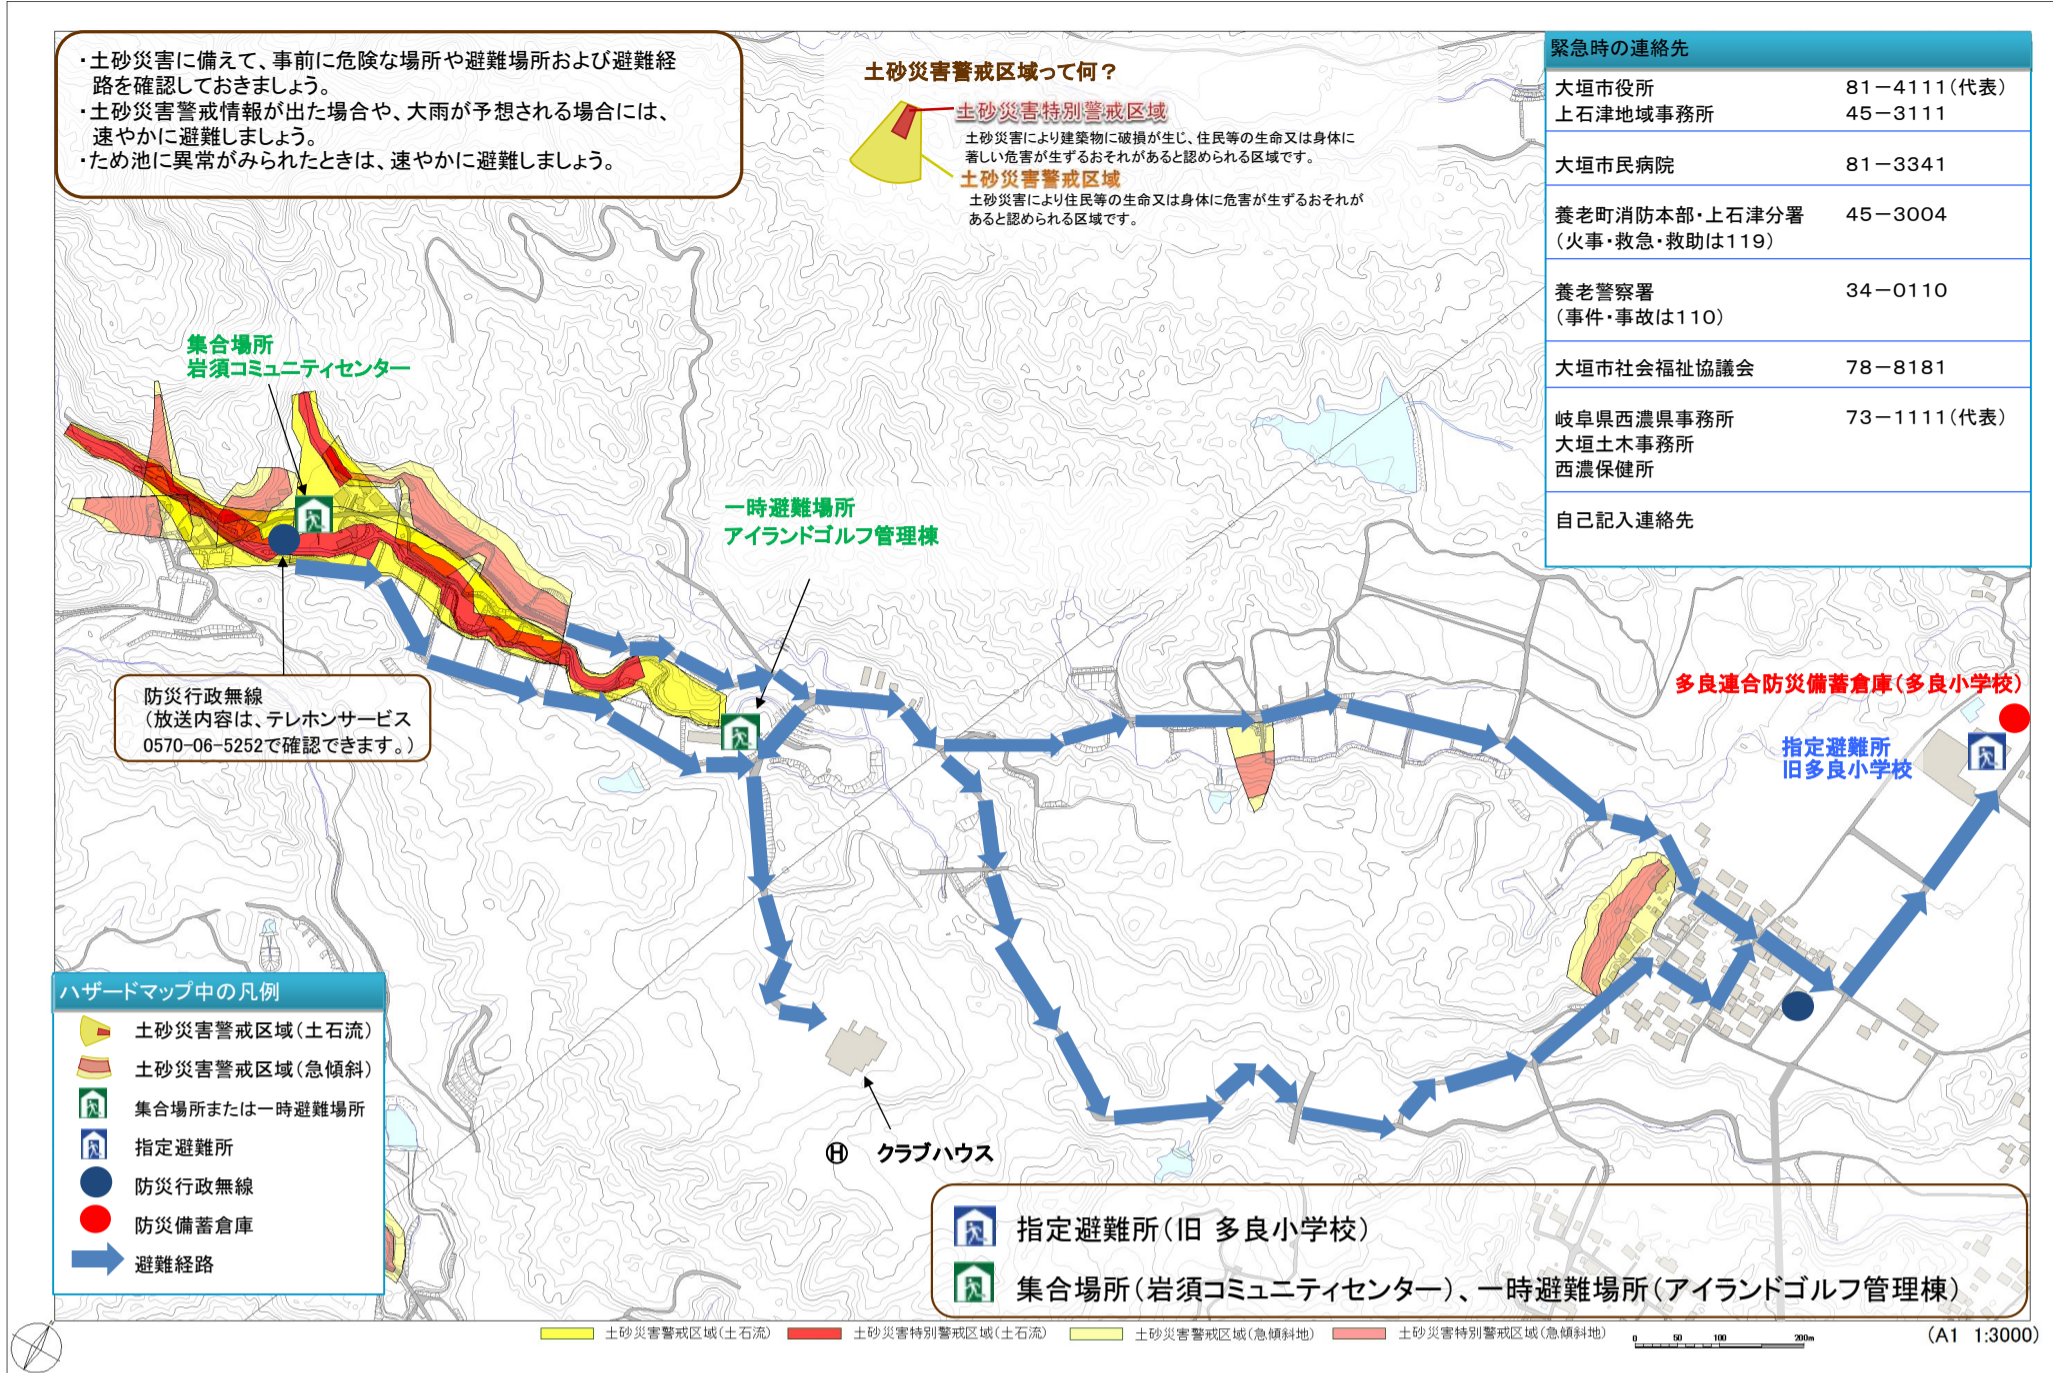 ・土砂災害に備えて、事前に危険な場所や避難場所および避難経
路を確認しておきましょう。
・土砂災害警戒情報が出た場合や、大雨が予想される場合には、
速やかに避難しましょう。
・ため池に異常がみられたときは、速やかに避難しましょう。
土砂災害警戒区域って何？
土砂災害特別警戒区域
土砂災害により建築物に破損が生じ、住民等の生命又は身体に
著しい危害が生ずるおそれがあると認められる区域です。
土砂災害警戒区域
土砂災害により住民等の生命又は身体に危害が生ずるおそれが
あると認められる区域です。
緊急時の連絡先
大垣市役所 81－4111(代表)
上石津地域事務所 45－3111
大垣市民病院 81－3341
養老町消防本部・上石津分署 45－3004
(火事・救急・救助は119)
養老警察署 34－0110
(事件・事故は110)
大垣市社会福祉協議会 78－8181
岐阜県西濃県事務所 73－1111(代表)
大垣土木事務所
西濃保健所
自己記入連絡先
集合場所
岩須コミュニティセンター
一時避難場所
アイランドゴルフ管理棟
防災行政無線
(放送内容は、テレホンサービス
0570-06-5252で確認できます。)
多良連合防災備蓄倉庫(多良小学校)
指定避難所
旧多良小学校
Ⓗ クラブハウス
ハザードマップ中の凡例
土砂災害警戒区域(土石流)
土砂災害警戒区域(急傾斜)
集合場所または一時避難場所
指定避難所
防災行政無線
防災備蓄倉庫
避難経路
指定避難所(旧 多良小学校)
集合場所(岩須コミュニティセンター)、一時避難場所(アイランドゴルフ管理棟)
土砂災害警戒区域(土石流) 土砂災害特別警戒区域(土石流) 土砂災害警戒区域(急傾斜地) 土砂災害特別警戒区域(急傾斜地)
0 50 100 200m
(A1 1:3000)